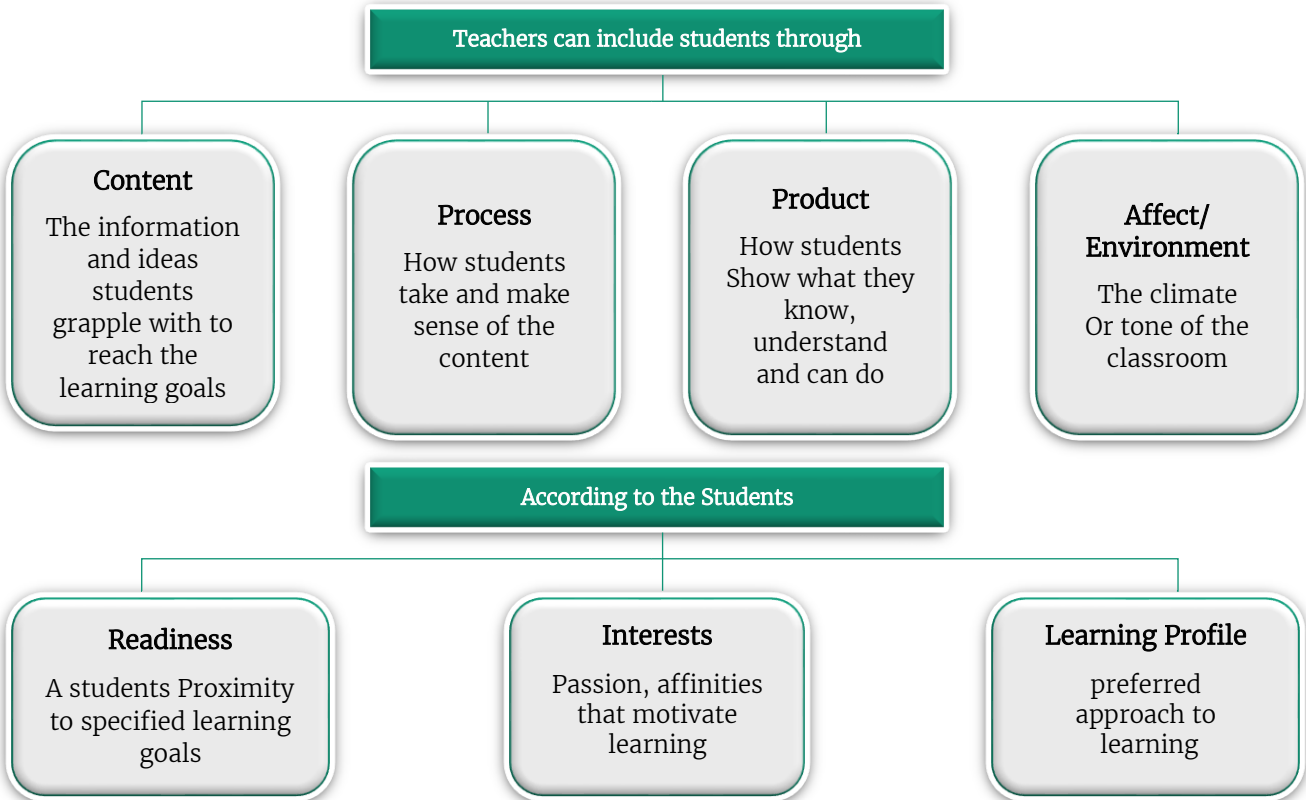 Teachers can include students through
Content
The information
and ideas
students
grapple with to
reach the
learning goals
Process
How students
take and make
sense of the
content
Product
How students
Show what they
know,
understand
and can do
Affect/
Environment
The climate
Or tone of the
classroom
According to the Students
Readiness
A students Proximity
to specified learning
goals
Interests
Passion, affinities
that motivate
learning
Learning Profile
preferred
approach to
learning